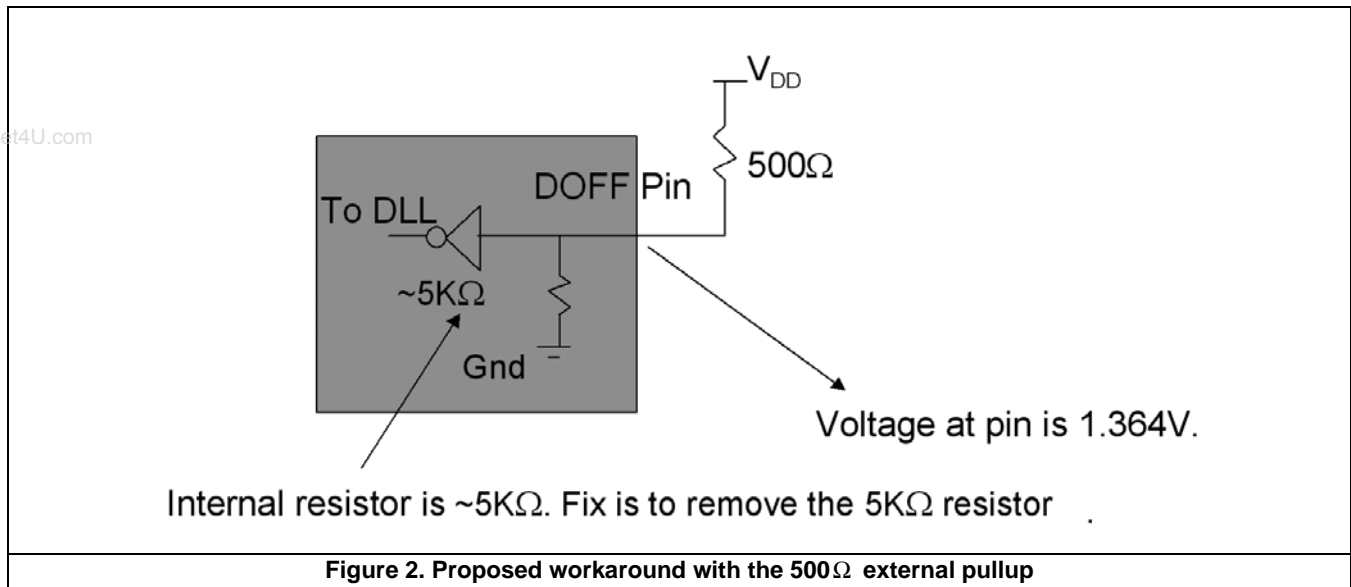 V_DD
et4U.com
500Ω
DOFF Pin
To DLL
~5KΩ
Gnd
Voltage at pin is 1.364V.
Internal resistor is ~5KΩ. Fix is to remove the 5KΩ resistor .
Figure 2. Proposed workaround with the 500Ω external pullup